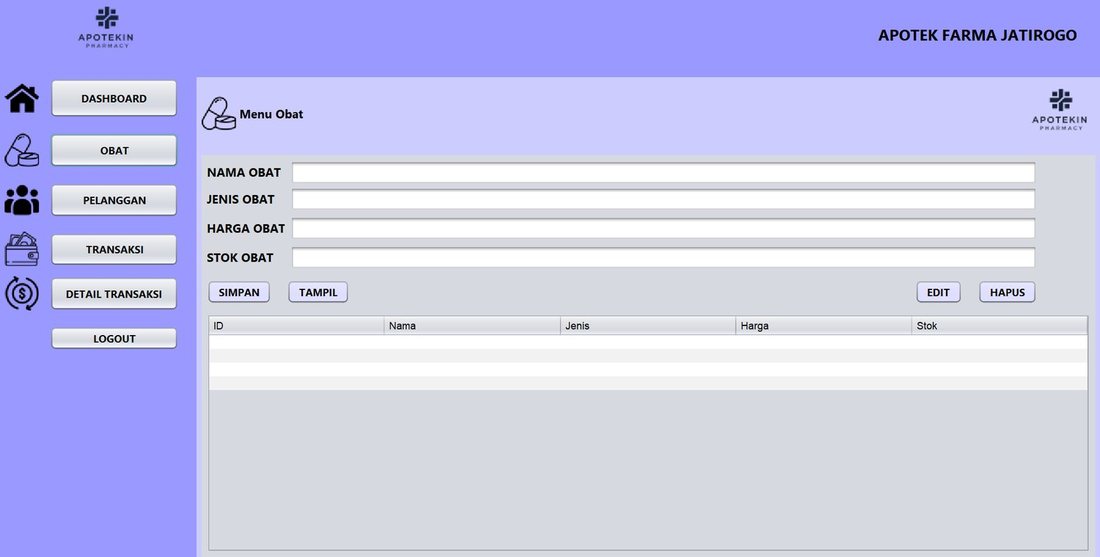 APOTEKIN
PHARMACY
APOTEK FARMA JATIROGO
DASHBOARD
OBAT
PELANGGAN
TRANSAKSI
DETAIL TRANSAKSI
LOGOUT
Menu Obat
APOTEKIN
PHARMACY
NAMA OBAT
JENIS OBAT
HARGA OBAT
STOK OBAT
SIMPAN TAMPIL EDIT HAPUS
ID Nama Jenis Harga Stok